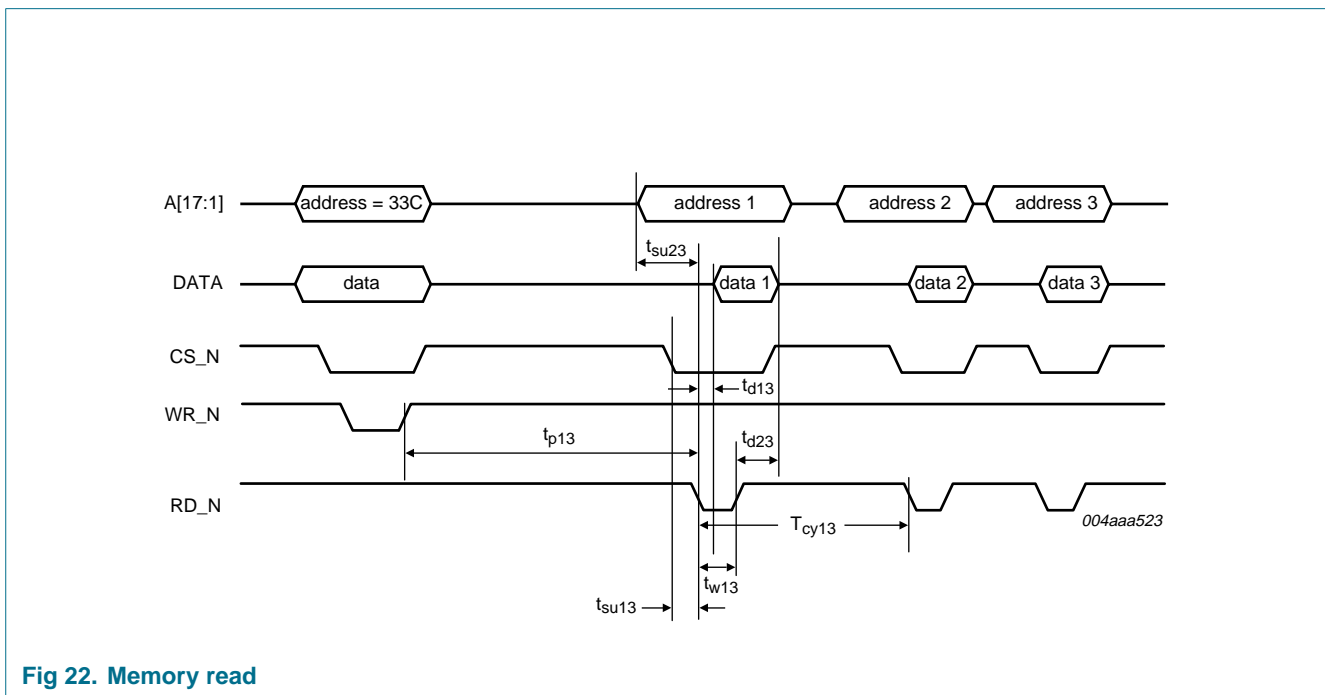 A[17:1]
address = 33C
address 1
address 2
address 3
tsu23
DATA
data
data 1
data 2
data 3
CS_N
td13
WR_N
tp13
td23
RD_N
Tcy13
004aaa523
tw13
tsu13
Fig 22. Memory read